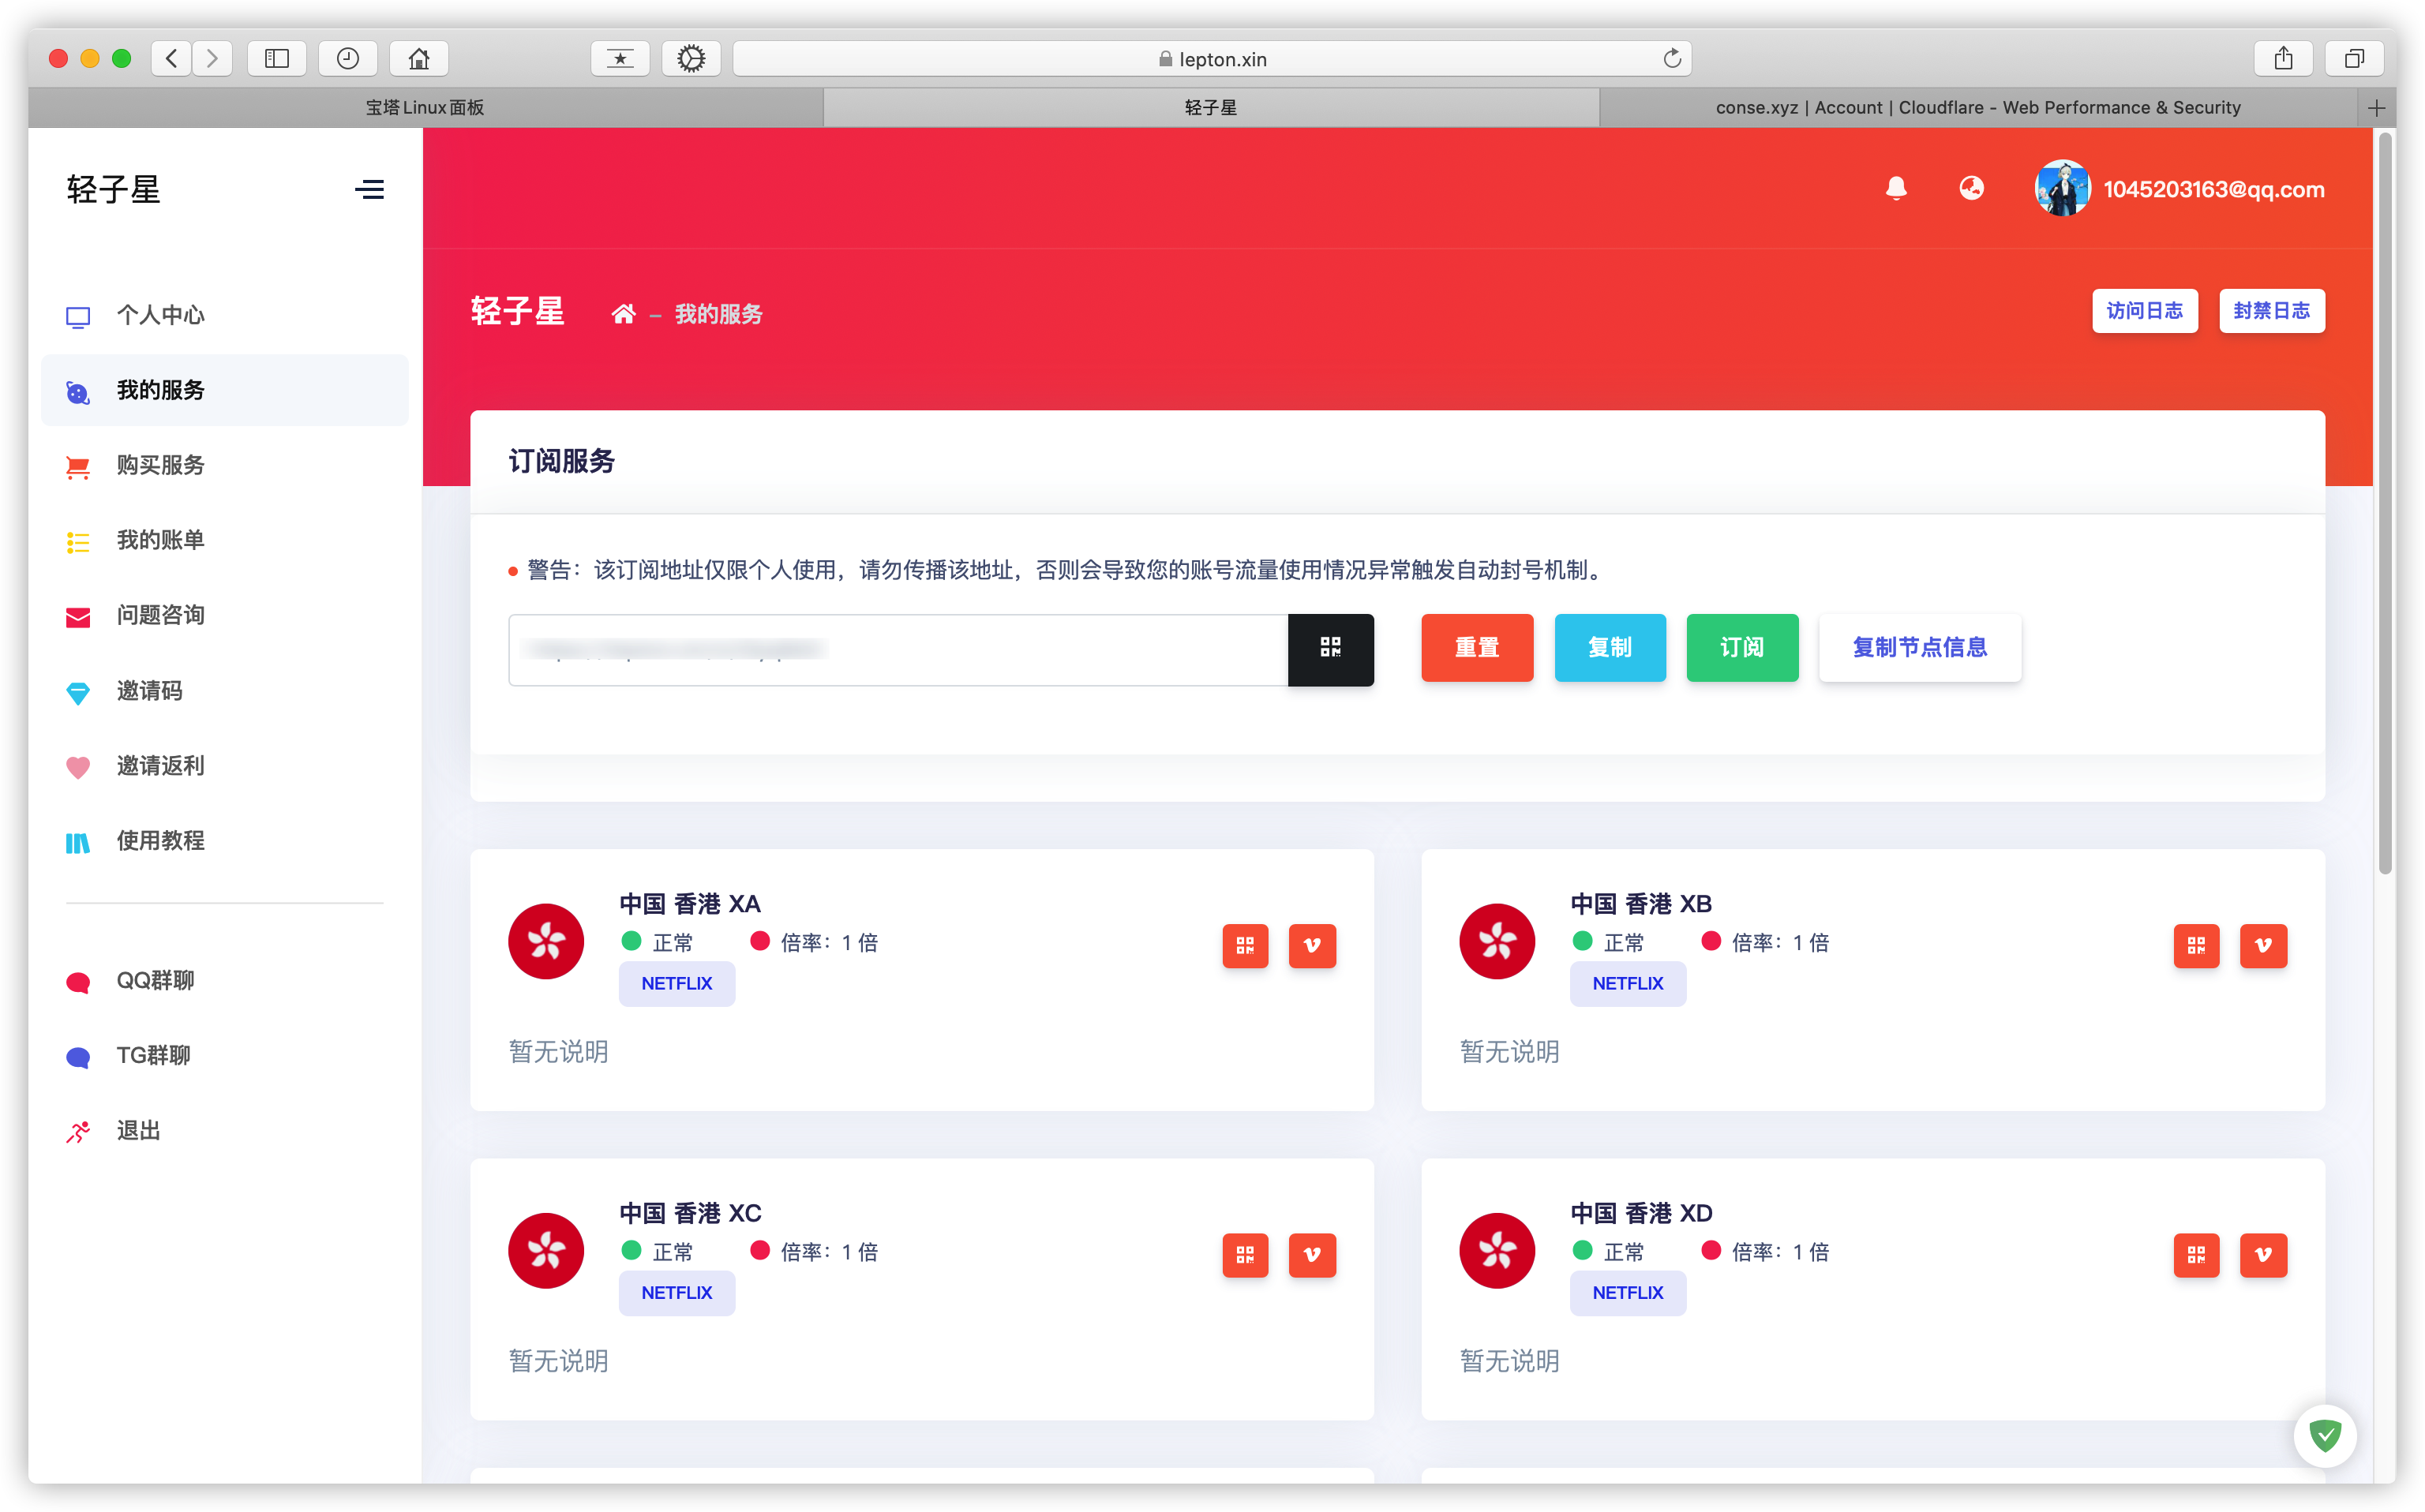 lepton.xin
宝塔Linux面板
轻子星
conse.xyz | Account | Cloudflare - Web Performance & Security
轻子星
1045203163@qq.com
个人中心
我的服务
购买服务
我的账单
问题咨询
邀请码
邀请返利
使用教程
QQ群聊
TG群聊
退出
轻子星 – 我的服务
访问日志
封禁日志
订阅服务
警告：该订阅地址仅限个人使用，请勿传播该地址，否则会导致您的账号流量使用情况异常触发自动封号机制。
重置
复制
订阅
复制节点信息
中国 香港 XA
正常 倍率：1 倍
NETFLIX
暂无说明
中国 香港 XB
正常 倍率：1 倍
NETFLIX
暂无说明
中国 香港 XC
正常 倍率：1 倍
NETFLIX
暂无说明
中国 香港 XD
正常 倍率：1 倍
NETFLIX
暂无说明